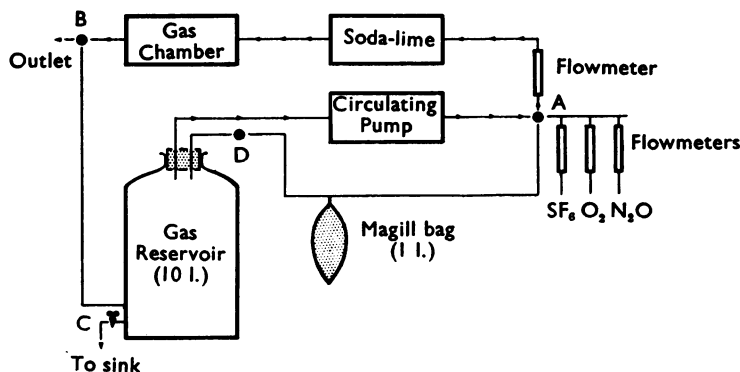 B
Outlet
Gas
Chamber
Soda-lime
Flowmeter
A
Circulating
Pump
D
Flowmeters
SF₆ O₂ N₂O
Gas
Reservoir
(10 l.)
Magill bag
(1 l.)
C
To sink